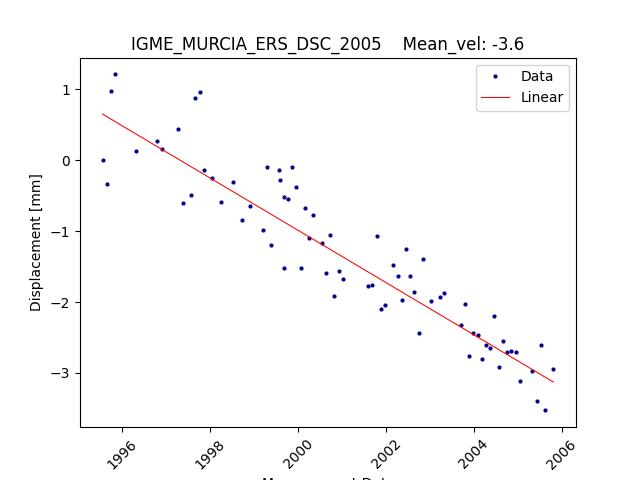 IGME_MURCIA_ERS_DSC_2005    Mean_vel: -3.6
Data
Linear
Displacement [mm]
1
0
−1
−2
−3
1996
1998
2000
2002
2004
2006